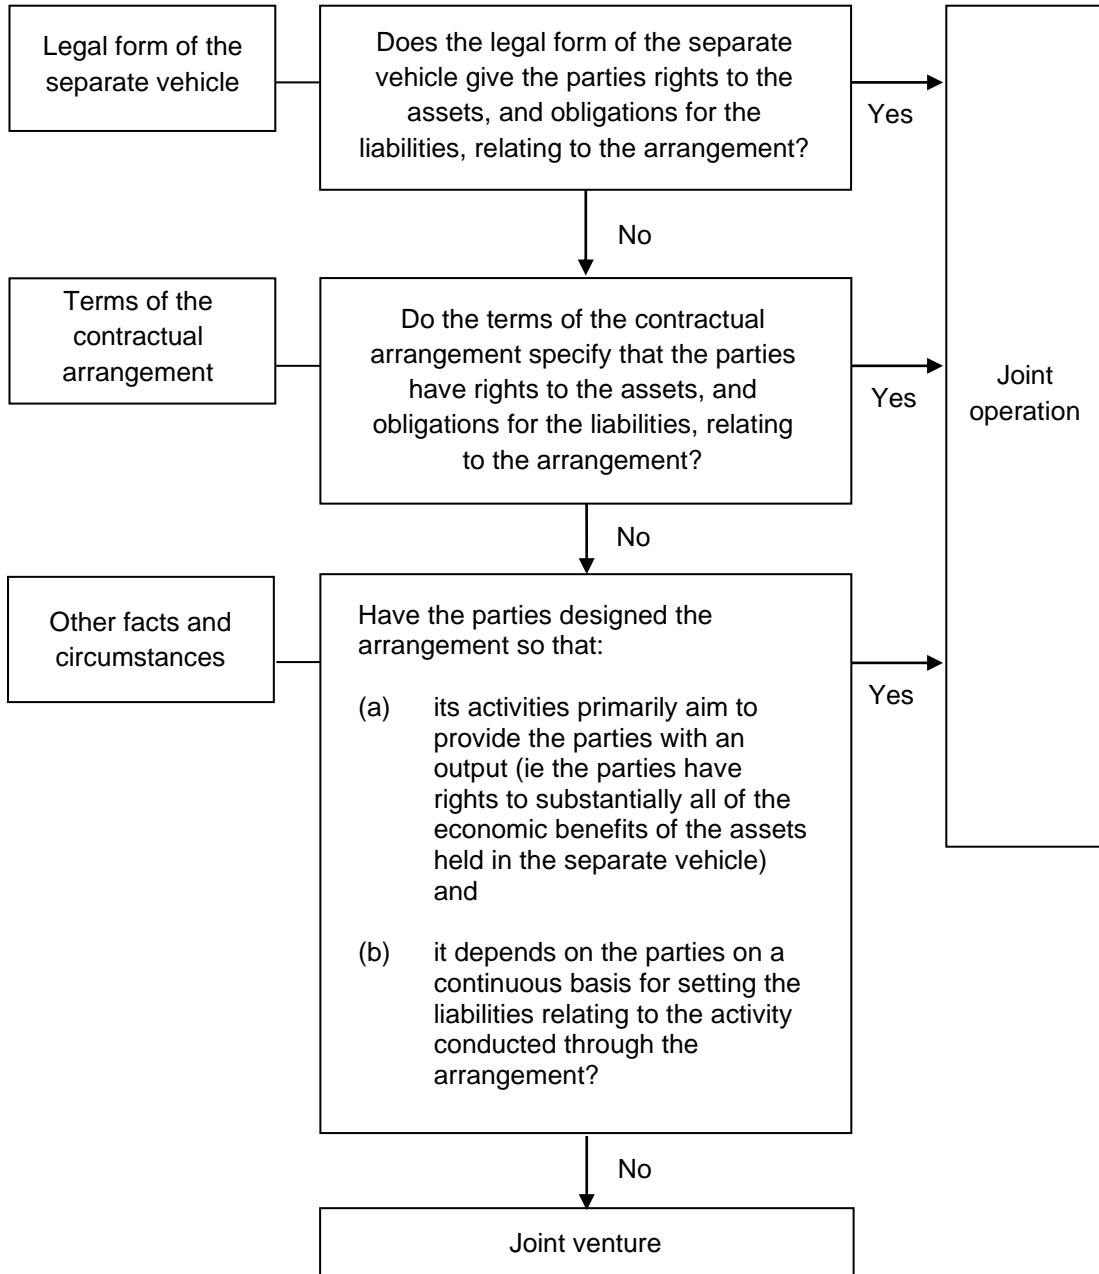 Legal form of the
separate vehicle
Does the legal form of the separate
vehicle give the parties rights to the
assets, and obligations for the
liabilities, relating to the arrangement?
Yes
No
Terms of the
contractual
arrangement
Do the terms of the contractual
arrangement specify that the parties
have rights to the assets, and
obligations for the liabilities, relating
to the arrangement?
Yes
Joint
operation
No
Other facts and
circumstances
Have the parties designed the
arrangement so that:
(a) its activities primarily aim to
provide the parties with an
output (ie the parties have
rights to substantially all of the
economic benefits of the assets
held in the separate vehicle)
and
(b) it depends on the parties on a
continuous basis for setting the
liabilities relating to the activity
conducted through the
arrangement?
Yes
No
Joint venture